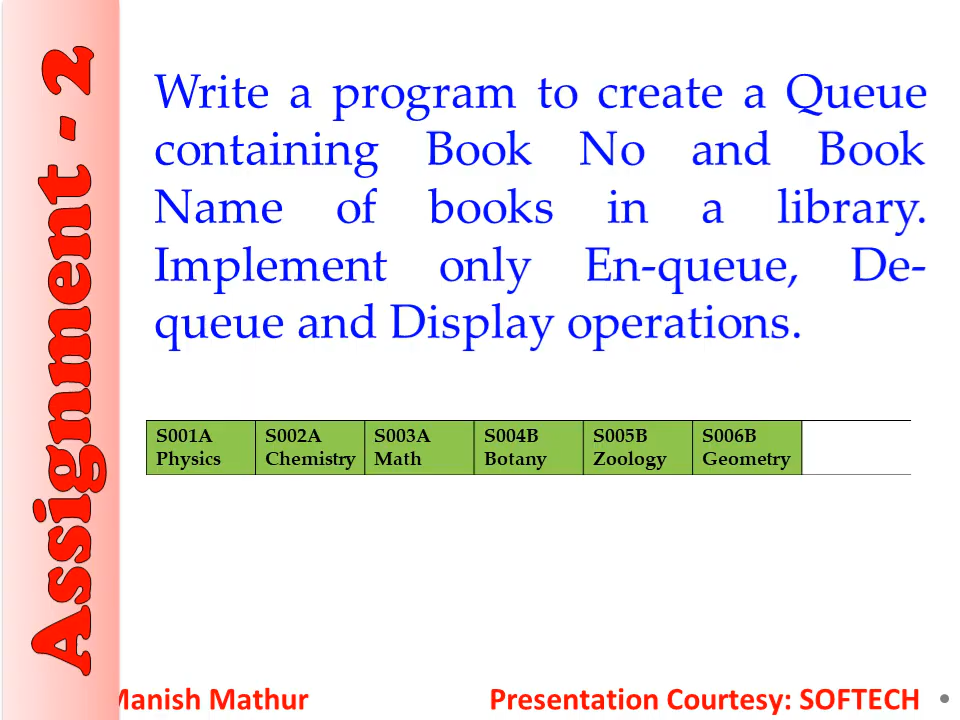 Assignment - 2
Write a program to create a Queue
containing Book No and Book
Name of books in a library.
Implement only En-queue, De-
queue and Display operations.
S001A S002A S003A S004B S005B S006B
Physics Chemistry Math Botany Zoology Geometry
Manish Mathur Presentation Courtesy: SOFTECH •